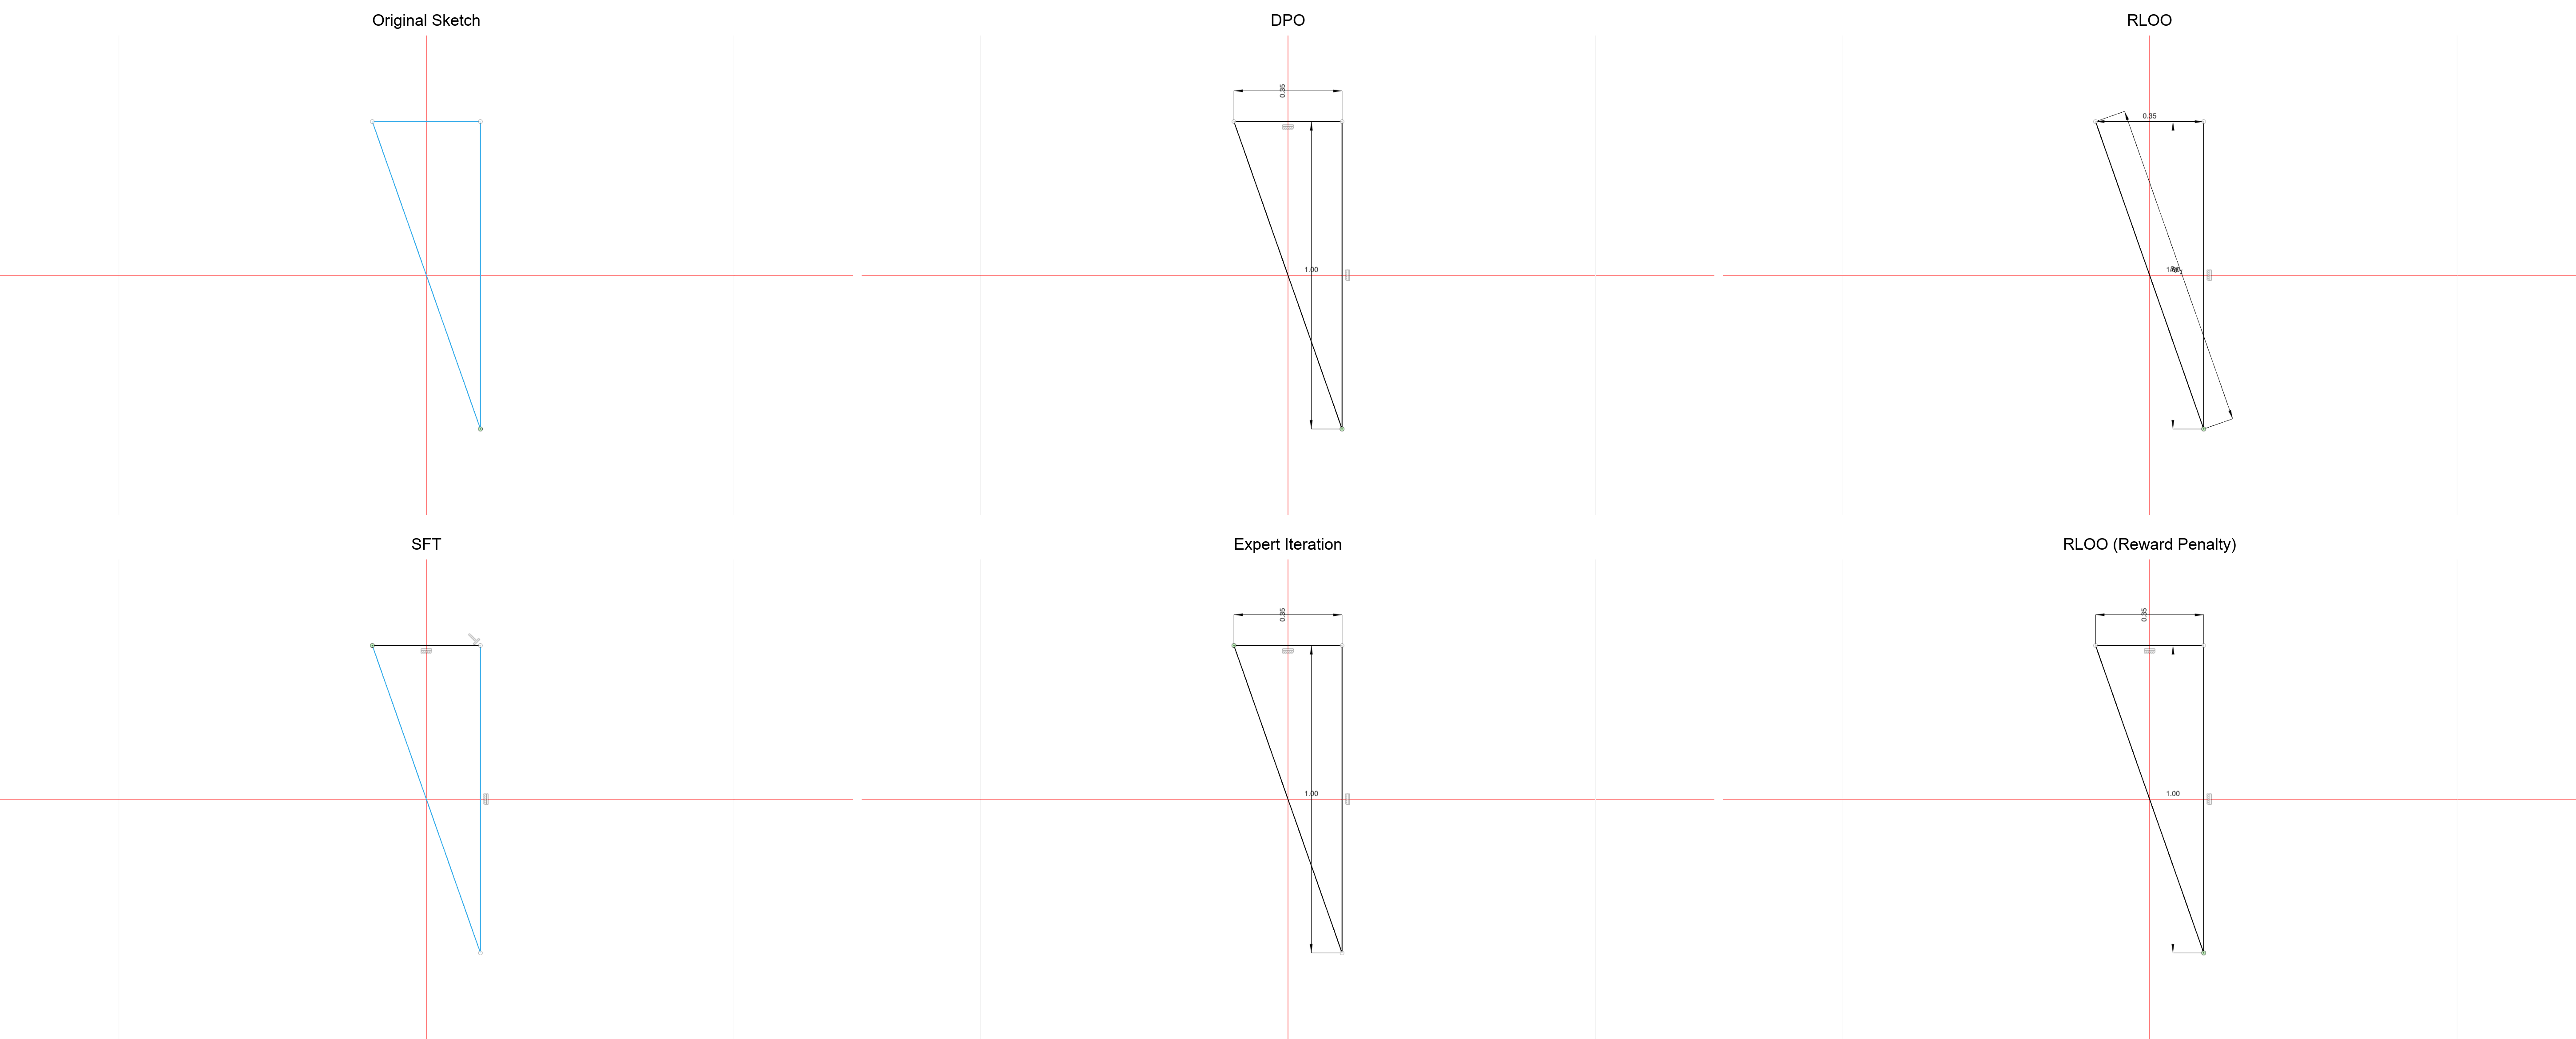 Original Sketch
DPO
RLOO
0.35
0.35
1.00
SFT
Expert Iteration
RLOO (Reward Penalty)
0.35
0.35
1.00
1.00